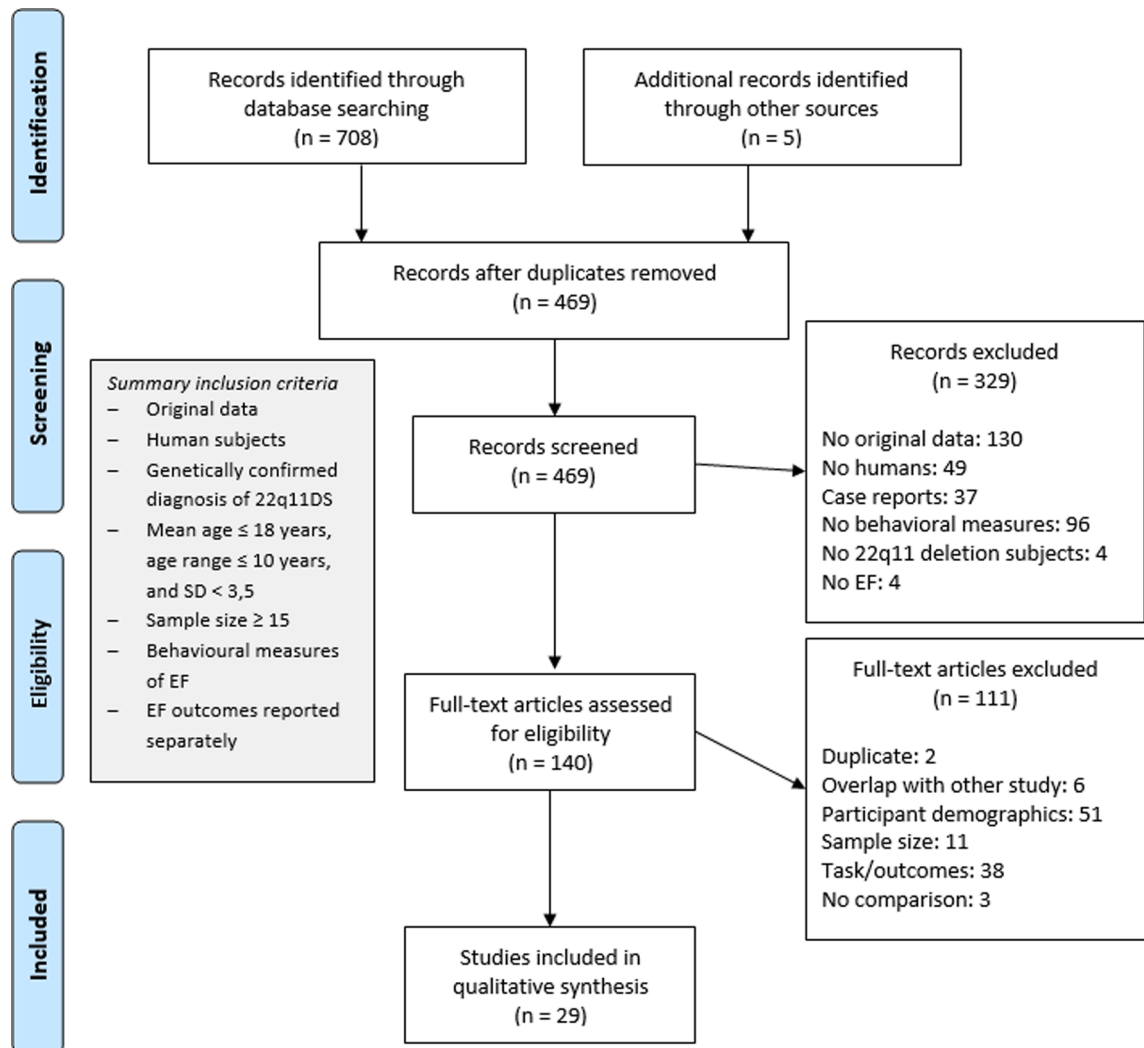 Identification
Records identified through
database searching
(n = 708)
Additional records identified
through other sources
(n = 5)
Records after duplicates removed
(n = 469)
Screening
Summary inclusion criteria
– Original data
– Human subjects
– Genetically confirmed
diagnosis of 22q11DS
– Mean age ≤ 18 years,
age range ≤ 10 years,
and SD < 3,5
– Sample size ≥ 15
– Behavioural measures
of EF
– EF outcomes reported
separately
Records screened
(n = 469)
Records excluded
(n = 329)
No original data: 130
No humans: 49
Case reports: 37
No behavioral measures: 96
No 22q11 deletion subjects: 4
No EF: 4
Eligibility
Full-text articles assessed
for eligibility
(n = 140)
Full-text articles excluded
(n = 111)
Duplicate: 2
Overlap with other study: 6
Participant demographics: 51
Sample size: 11
Task/outcomes: 38
No comparison: 3
Included
Studies included in
qualitative synthesis
(n = 29)